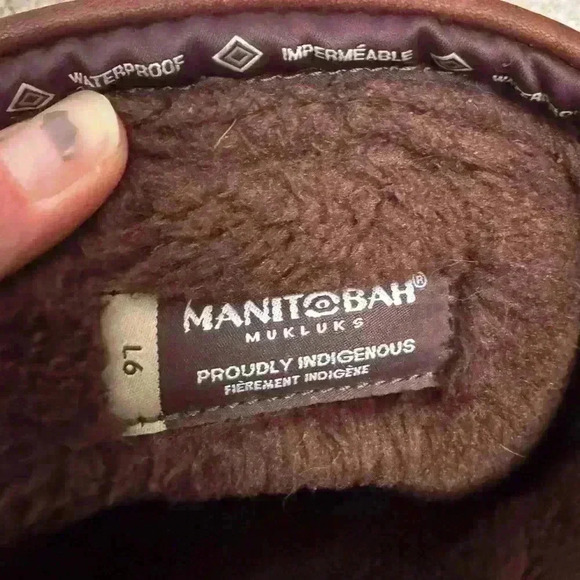 WATERPROOF
IMPERMÉABLE
MANITOBAH®
MUKLUKS
PROUDLY INDIGENOUS
FIÈREMENT INDIGÈNE
L6